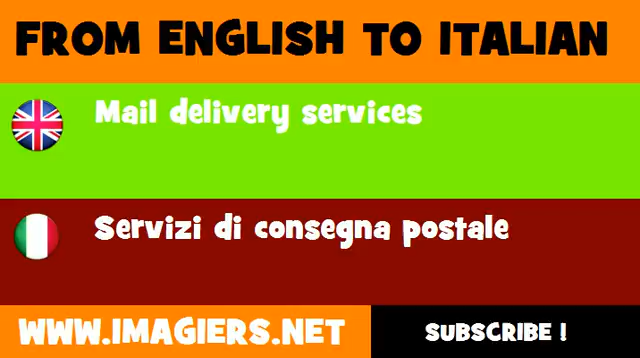 FROM ENGLISH TO ITALIAN
Mail delivery services
Servizi di consegna postale
WWW.IMAGIERS.NET
SUBSCRIBE !